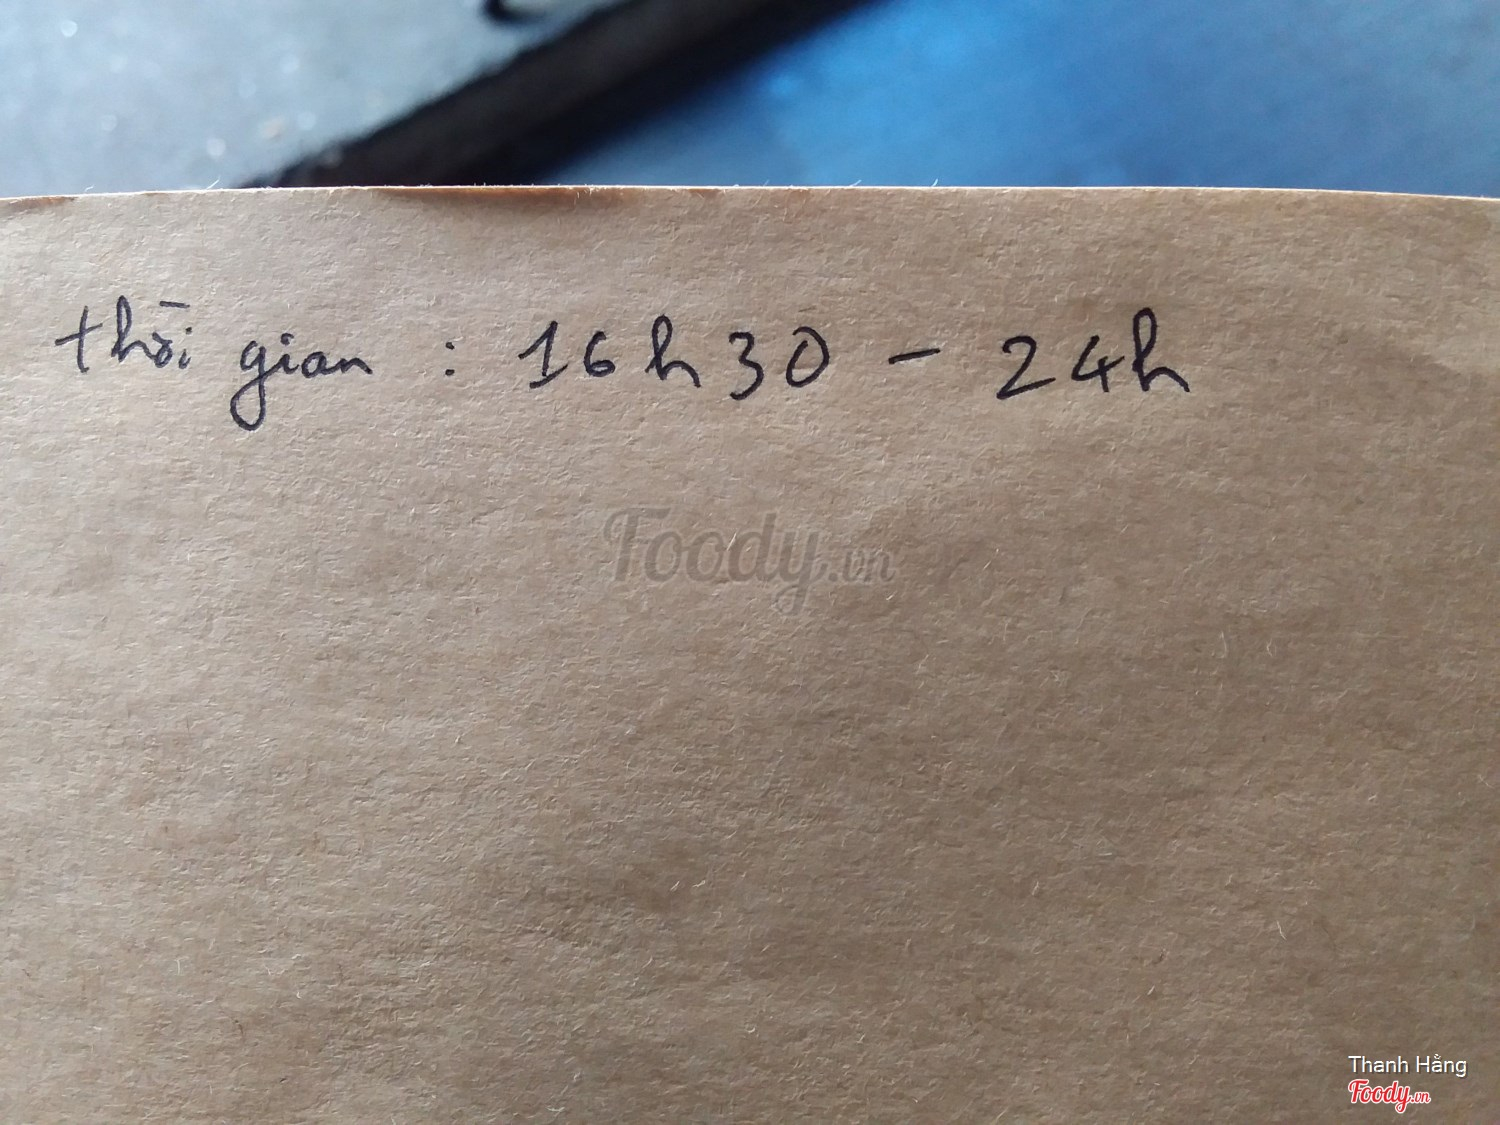 thời gian : 16h30 - 24h
Foody.vn
Thanh Hằng
Foody.vn